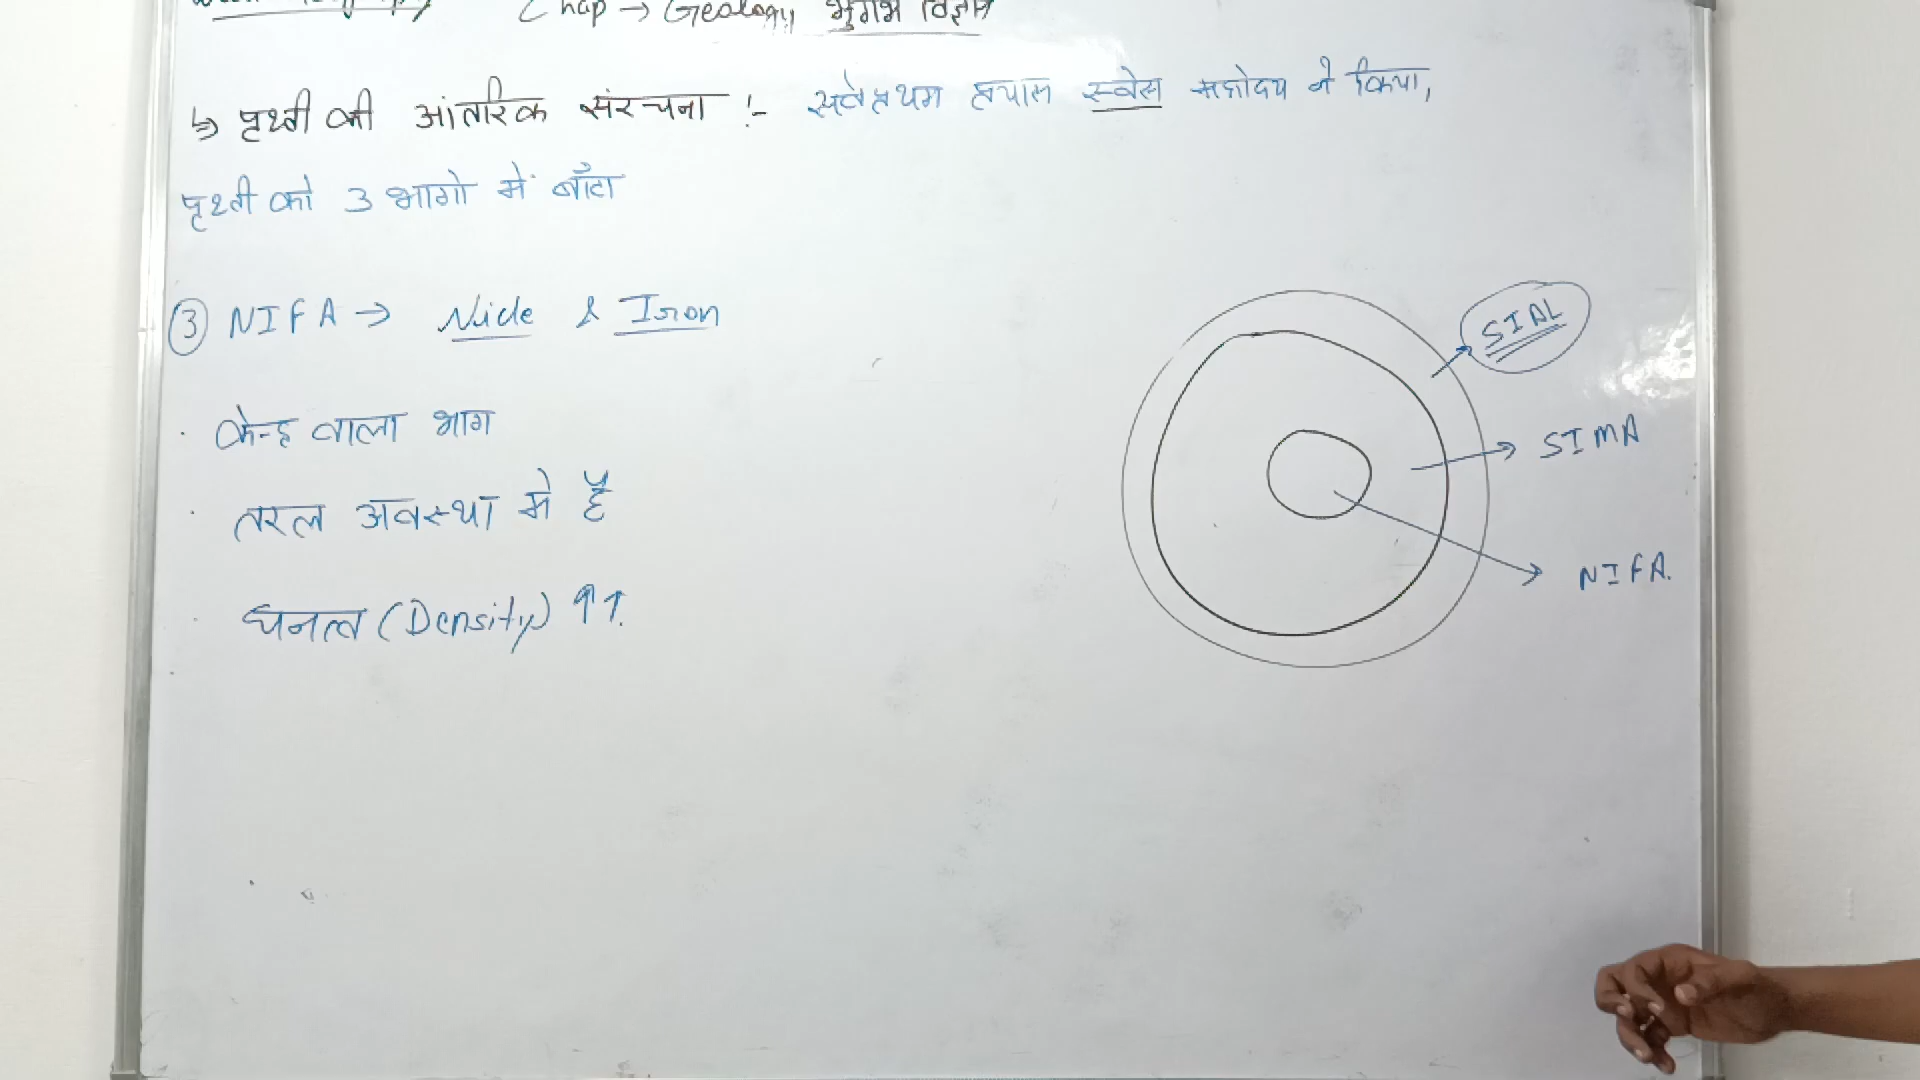 Chap → Geology भुगर्भ विज्ञान
↳ पृथ्वी की आंतरिक संरचना :- सर्वप्रथम प्रयास स्वेस महोदय ने किया,
पृथ्वी को 3 भागो में बाँटा
③ NIFA → Nicle & Iron
· केन्द्र वाला भाग
· तरल अवस्था मे है
· घनत्व (Density) ↑↑.
SIAL
SIMA
NIFA.